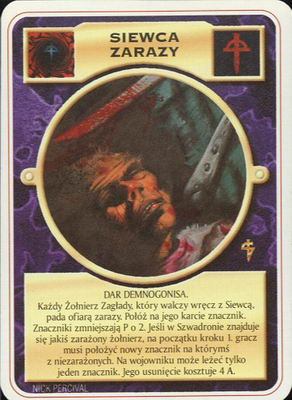 SIEWCA
ZARAZY
DAR DEMNOGONISA.
Każdy Żołnierz Zagłady, który walczy wręcz z Siewcą,
pada ofiarą zarazy. Połóż na jego karcie znacznik.
Znaczniki zmniejszają P o 2. Jeśli w Szwadronie znajduje
się jakiś zarażony żołnierz, na początku kroku 1. gracz
musi położyć nowy znacznik na którymś
z niezarażonych. Na wojowniku może leżeć tylko
jeden znacznik. Jego usunięcie kosztuje 4 A.
NICK PERCIVAL